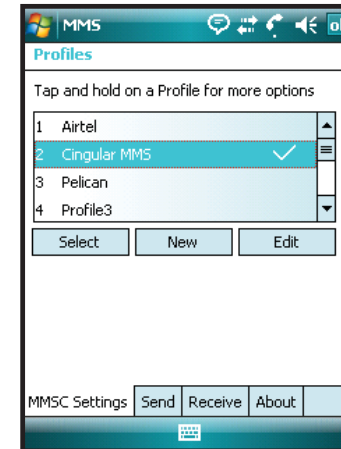 MMS
ok
Profiles
Tap and hold on a Profile for more options
1 Airtel
2 Cingular MMS
3 Pelican
4 Profile3
Select New Edit
MMSC Settings Send Receive About